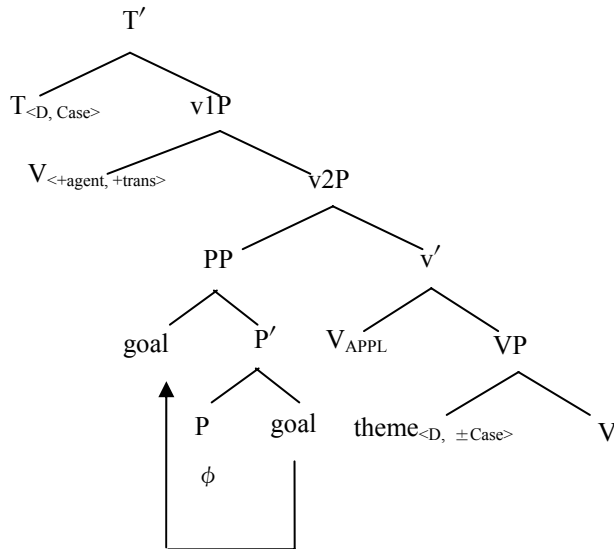 T′
T<D, Case> v1P
V<+agent, +trans> v2P
PP v′
goal P′ VAPPL VP
P goal theme<D, ±Case> V
ϕ